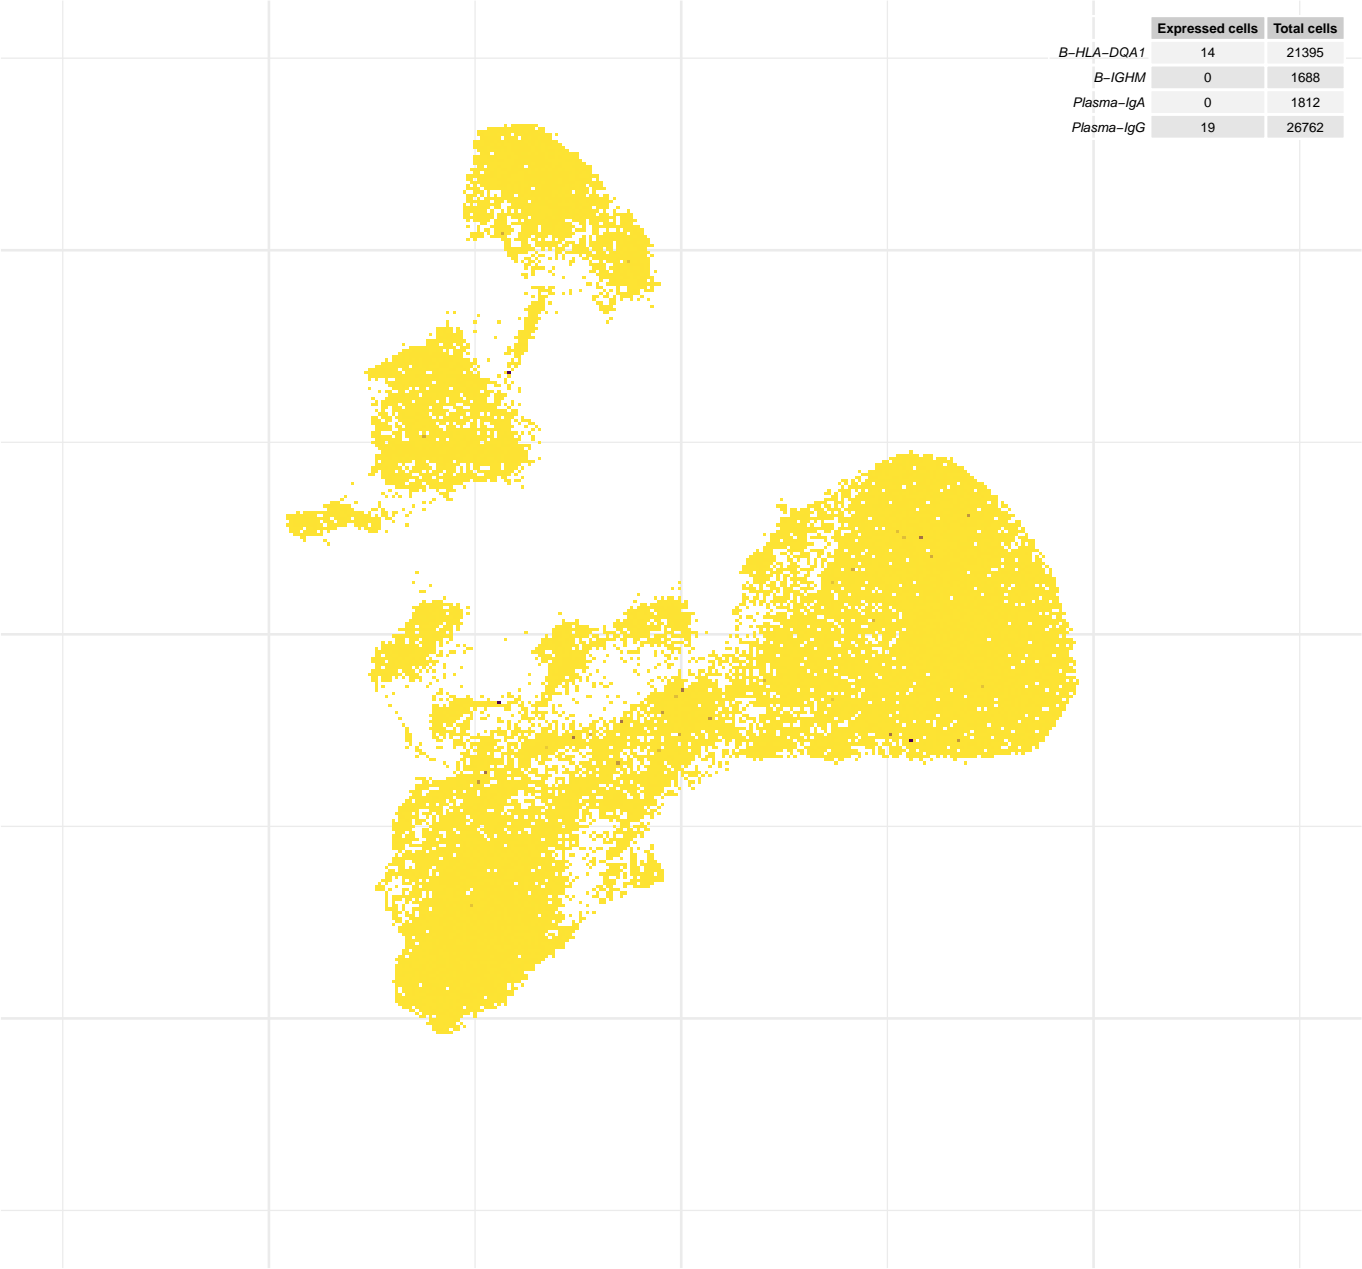 Expressed cells Total cells
B−HLA−DQA1 14 21395
B−IGHM 0 1688
Plasma−IgA 0 1812
Plasma−IgG 19 26762